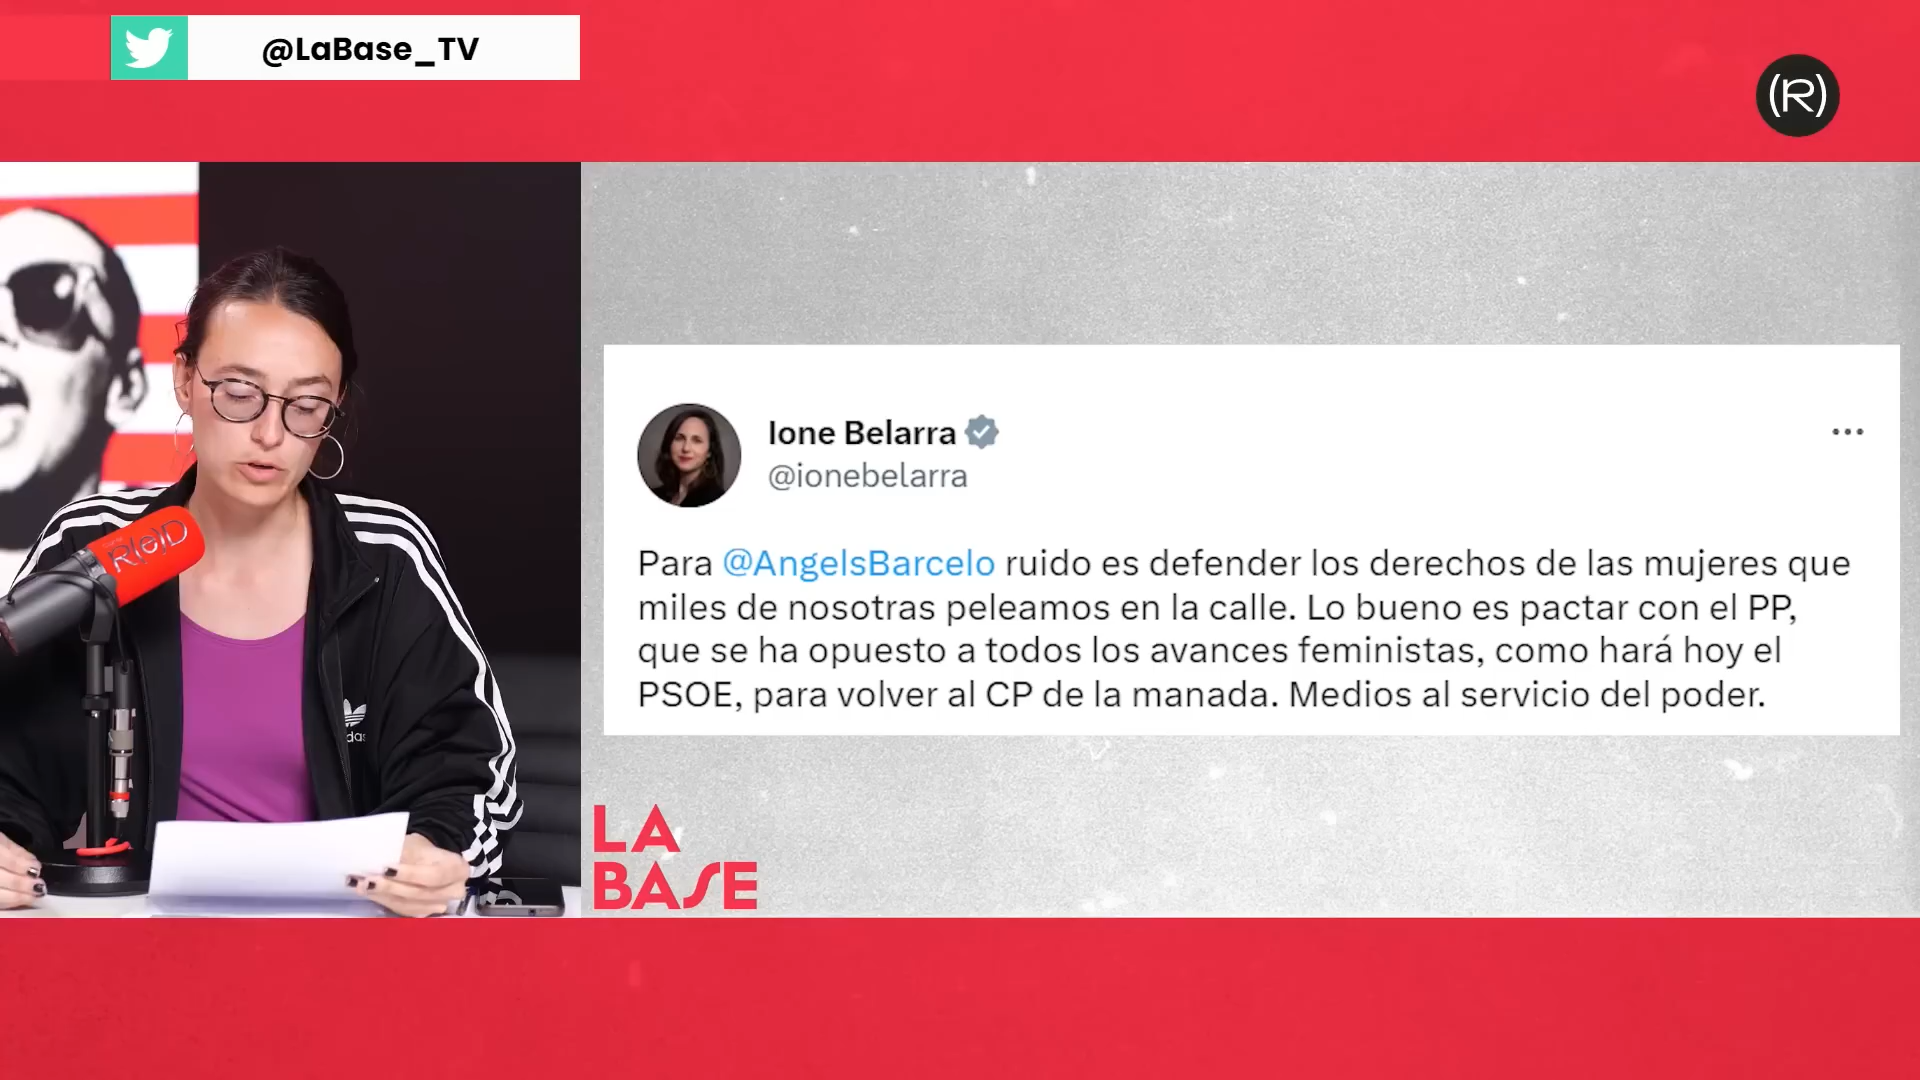 @LaBase_TV
(R)
R(e)D
Ione Belarra
@ionebelarra
Para @AngelsBarcelo ruido es defender los derechos de las mujeres que
miles de nosotras peleamos en la calle. Lo bueno es pactar con el PP,
que se ha opuesto a todos los avances feministas, como hará hoy el
PSOE, para volver al CP de la manada. Medios al servicio del poder.
das
LA
BASE